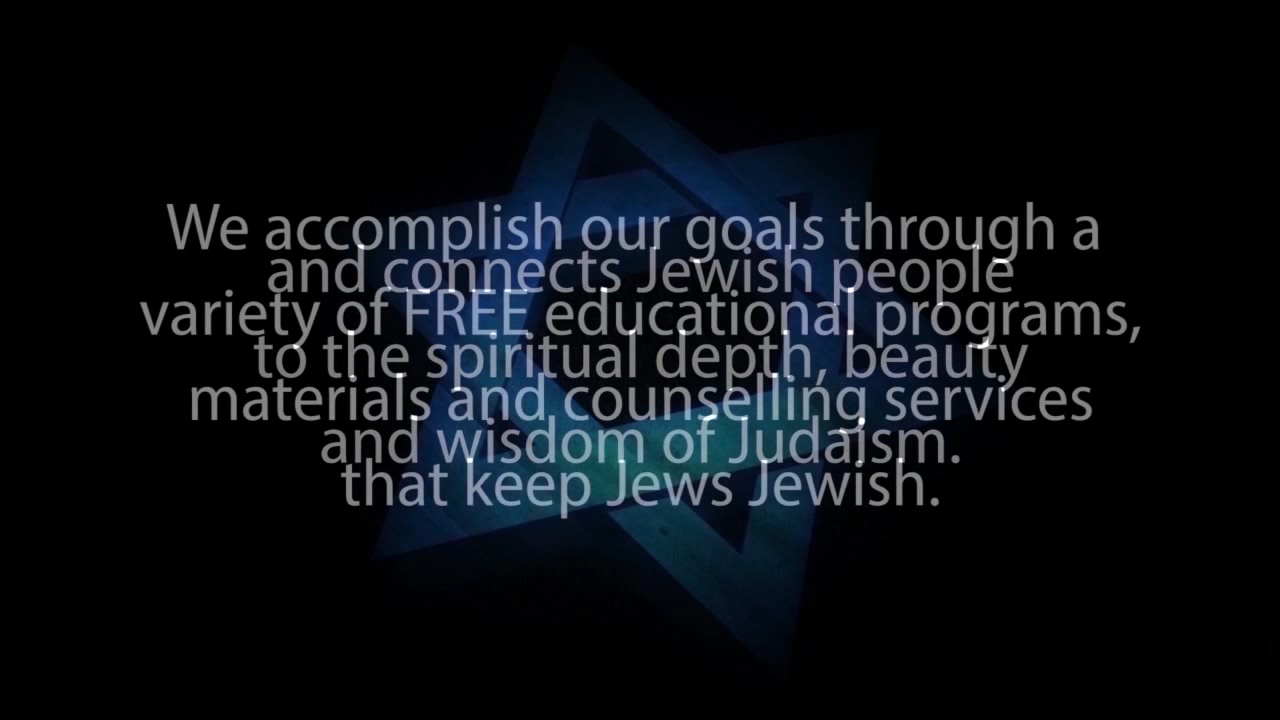 We accomplish our goals through a
and connects Jewish people
variety of FREE educational programs,
to the spiritual depth, beauty
materials and counselling services
and wisdom of Judaism.
that keep Jews Jewish.